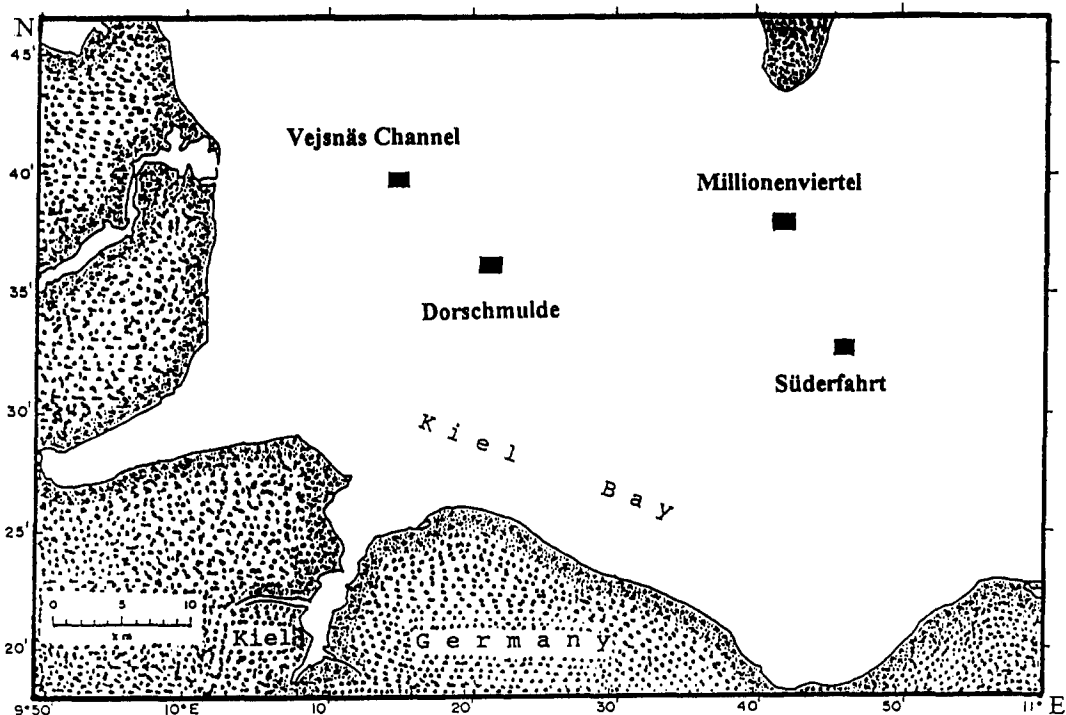 N
45'
Vejsnäs Channel
40'
Millionenviertel
35'
Dorschmulde
Süderfahrt
30'
Kiel Bay
25'
0 5 10
km
Kiel
Germany
20'
9°50' 10°E 10 20 30 40 50 11° E